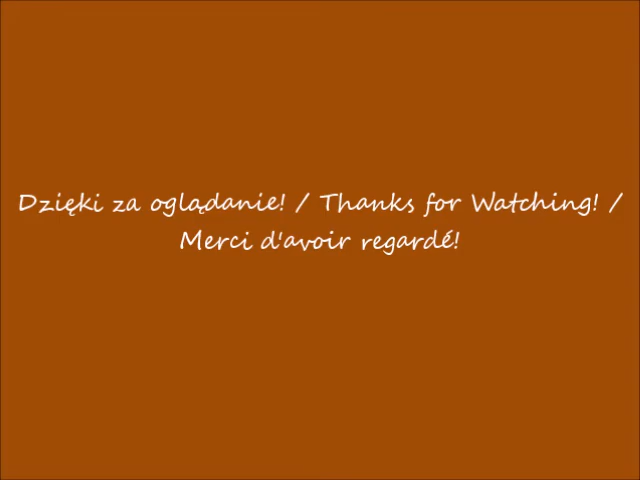 Dzięki za oglądanie! / Thanks for Watching! /
Merci d'avoir regardé!